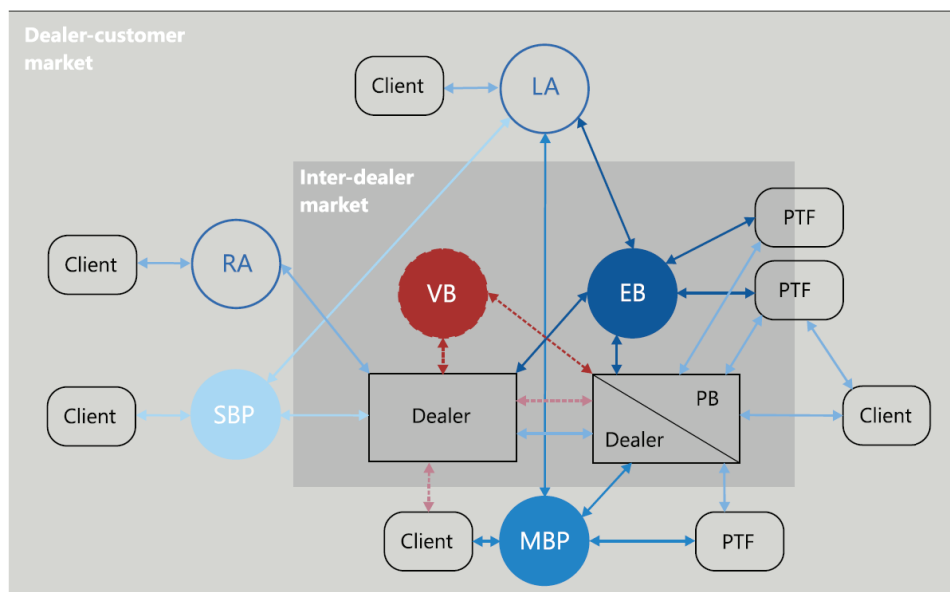 Dealer-customer
market
Client
LA
Inter-dealer
market
PTF
Client
RA
VB
EB
PTF
Client
SBP
Dealer
PB
Dealer
Client
Client
MBP
PTF